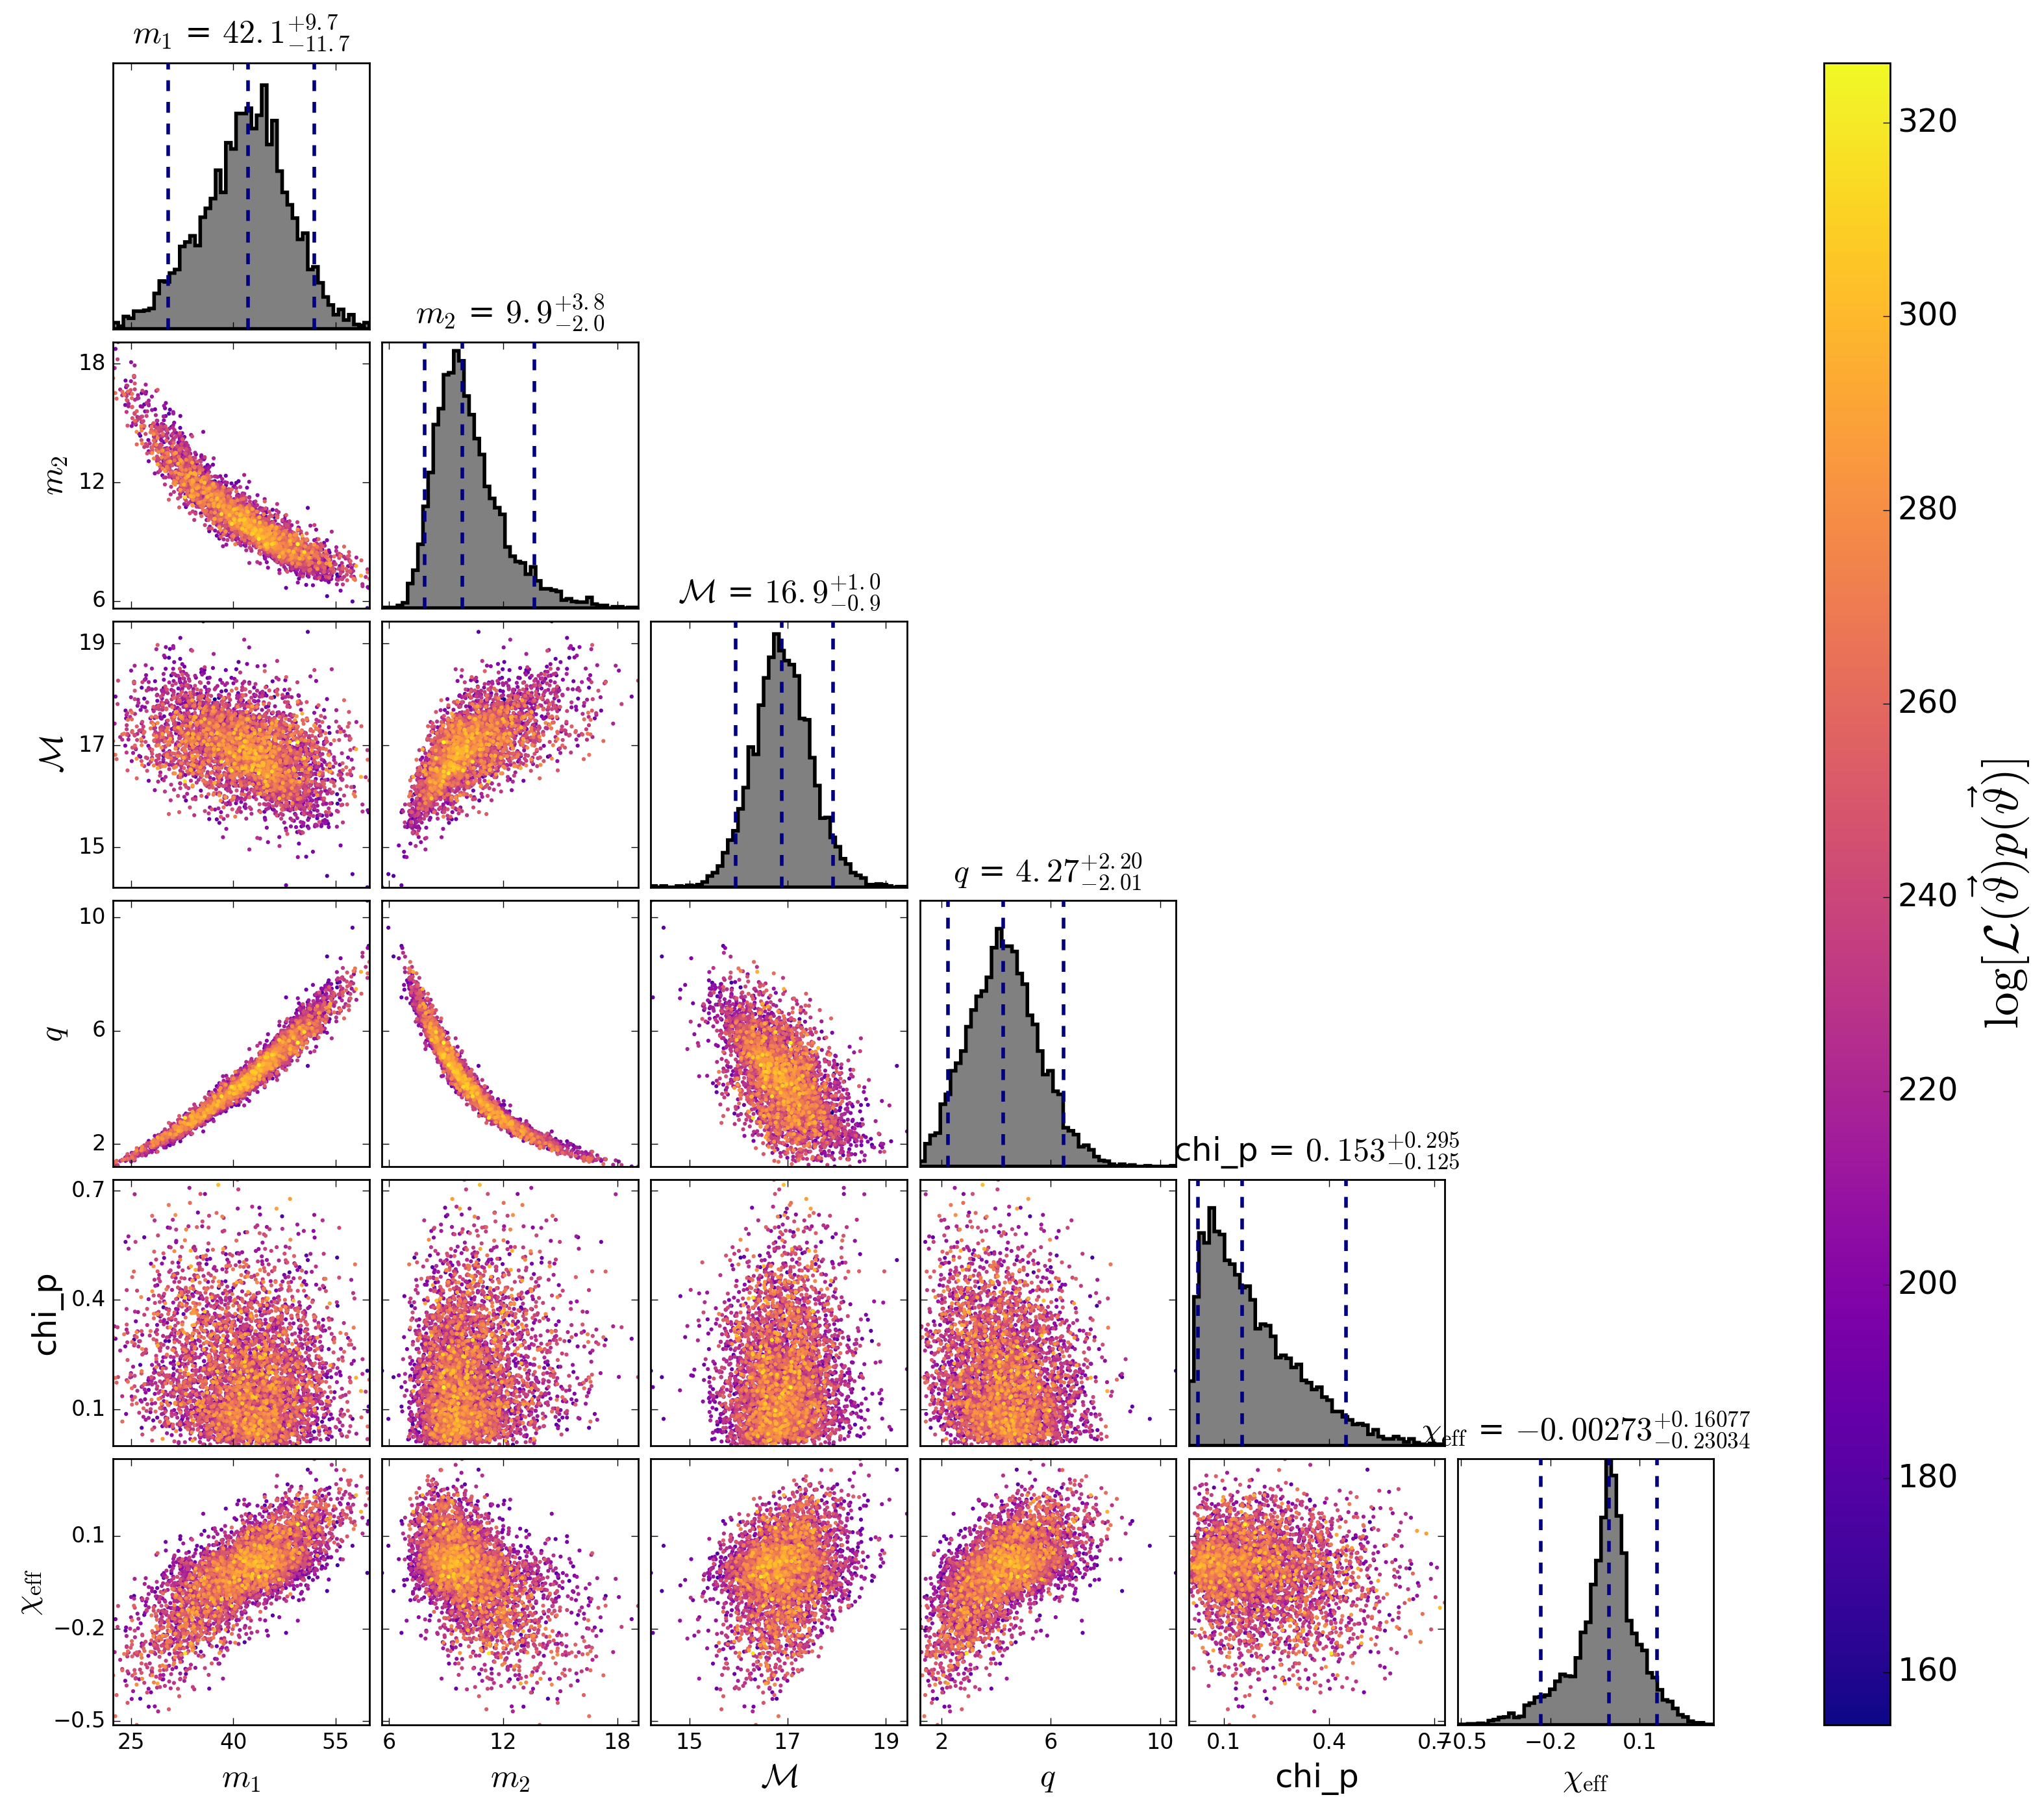 m₁ = 42.1 +9.7 −11.7
m₂ = 9.9 +3.8 −2.0
ℳ = 16.9 +1.0 −0.9
q = 4.27 +2.20 −2.01
chi_p = 0.153 +0.295 −0.125
χ_eff = −0.00273 +0.16077 −0.23034
m₂
18
12
6
ℳ
19
17
15
q
10
6
2
chi_p
0.7
0.4
0.1
χ_eff
0.1
−0.2
−0.5
25 40 55
6 12 18
15 17 19
2 6 10
0.1 0.4 0.7
−0.5 −0.2 0.1
m₁
m₂
ℳ
q
chi_p
χ_eff
320
300
280
260
240
220
200
180
160
log[ℒ(ϑ⃗)p(ϑ⃗)]